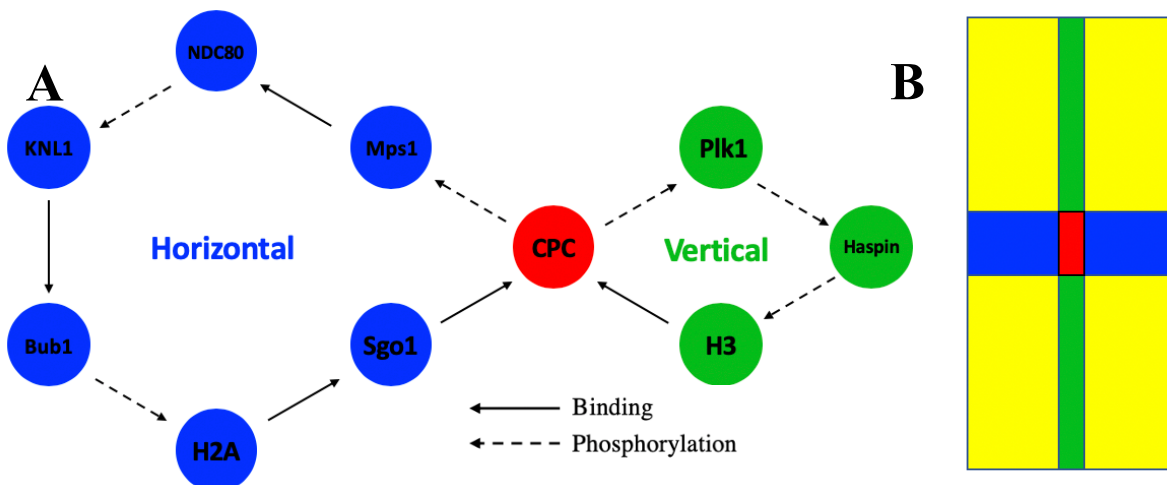 A
B
NDC80
KNL1
Mps1
Plk1
Horizontal
CPC
Vertical
Haspin
Bub1
Sgo1
H3
H2A
Binding
Phosphorylation